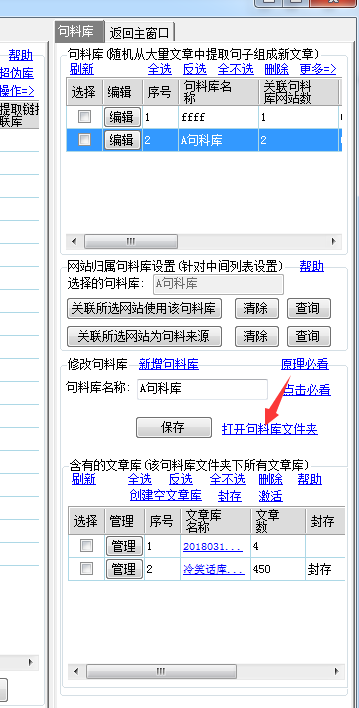 句料库 返回主窗口
帮助
招伪库
操作=>
提取链接
联库
句料库(随机从大量文章中提取句子组成新文章)
刷新 全选 反选 全不选 删除 更多=>
选择 编辑 序号 句料库名称 关联句料库网站数
编辑 1 ffff 1
编辑 2 A句料库 2
网站归属句料库设置(针对中间列表设置) 帮助
选择的句料库: A句料库
关联所选网站使用该句料库 清除 查询
关联所选网站为句料来源 清除 查询
修改句料库 新增句料库 原理必看
句料库名称: A句料库 点击必看
保存 打开句料库文件夹
含有的文章库(该句料库文件夹下所有文章库)
刷新 全选 反选 全不选 删除 帮助
创建空文章库 封存 激活
选择 管理 序号 文章库名称 文章数 封存
管理 1 2018031... 4
管理 2 冷笑话库... 450 封存